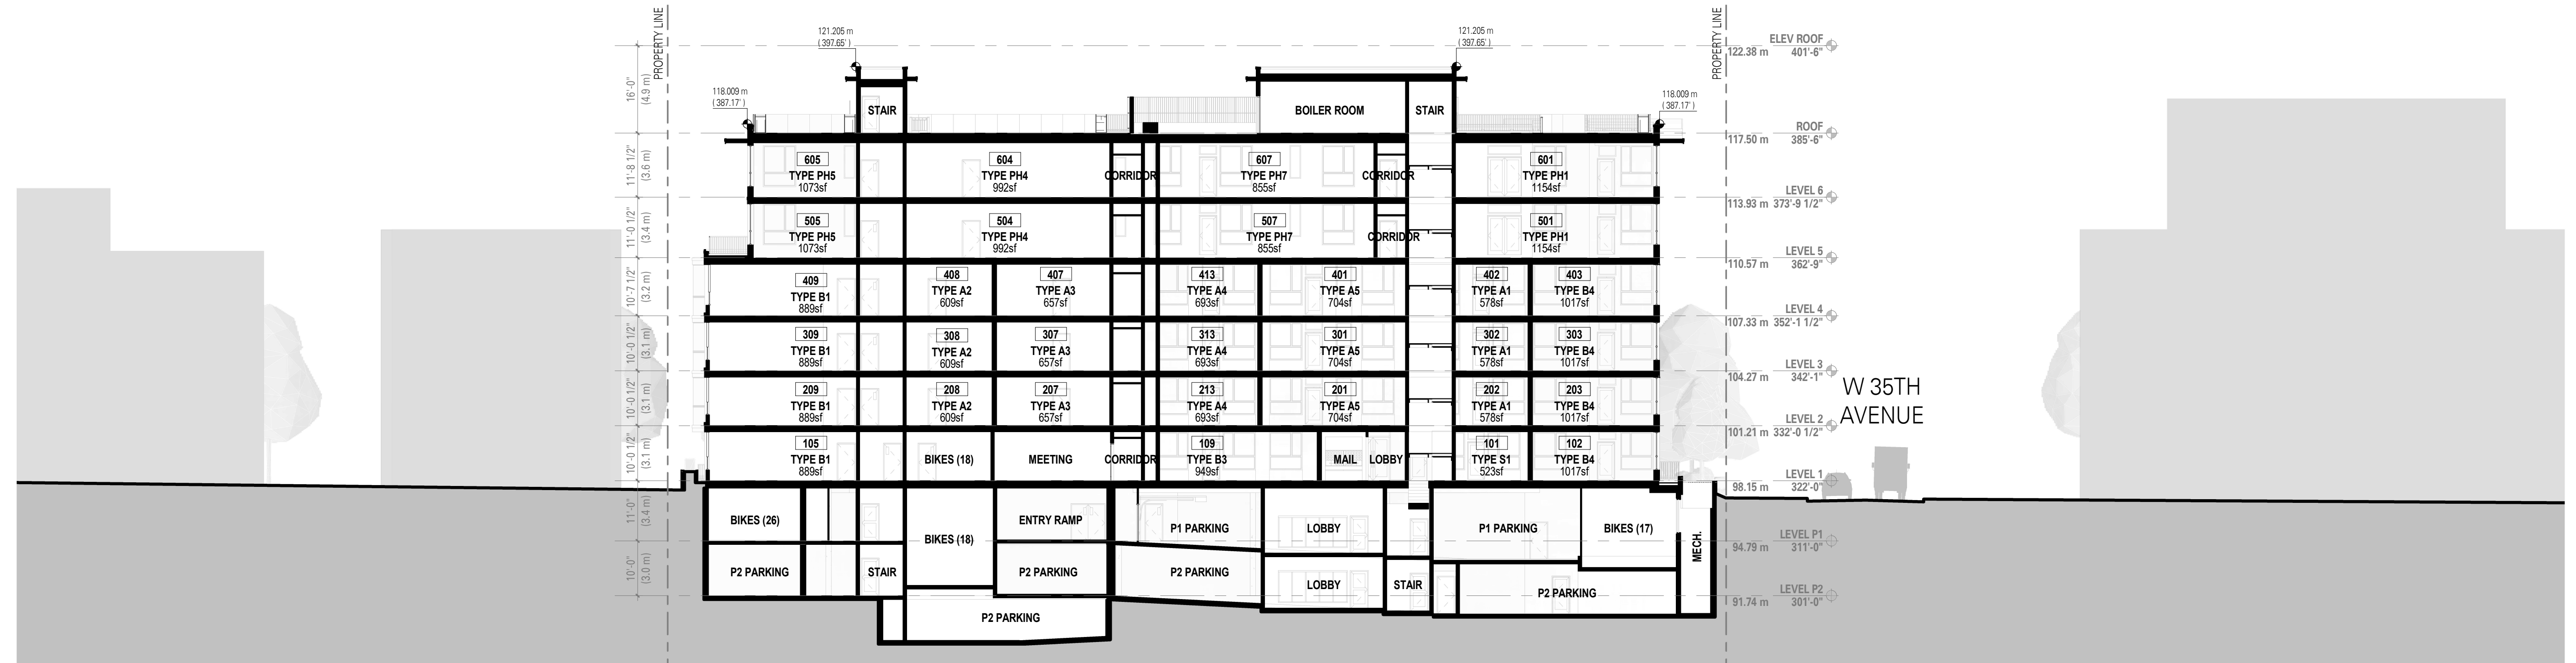 PROPERTY LINE
PROPERTY LINE
121.205 m
( 397.65' )
121.205 m
( 397.65' )
ELEV ROOF
122.38 m 401'-6"
16'-0"
(4.9 m)
118.009 m
( 387.17' )
118.009 m
( 387.17' )
STAIR
BOILER ROOM
STAIR
ROOF
117.50 m 385'-6"
11'-8 1/2"
(3.6 m)
605
TYPE PH5
1073sf
604
TYPE PH4
992sf
CORRIDOR
607
TYPE PH7
855sf
CORRIDOR
601
TYPE PH1
1154sf
LEVEL 6
113.93 m 373'-9 1/2"
11'-0 1/2"
(3.4 m)
505
TYPE PH5
1073sf
504
TYPE PH4
992sf
507
TYPE PH7
855sf
CORRIDOR
501
TYPE PH1
1154sf
LEVEL 5
110.57 m 362'-9"
10'-7 1/2"
(3.2 m)
409
TYPE B1
889sf
408
TYPE A2
609sf
407
TYPE A3
657sf
413
TYPE A4
693sf
401
TYPE A5
704sf
402
TYPE A1
578sf
403
TYPE B4
1017sf
LEVEL 4
107.33 m 352'-1 1/2"
10'-0 1/2"
(3.1 m)
309
TYPE B1
889sf
308
TYPE A2
609sf
307
TYPE A3
657sf
313
TYPE A4
693sf
301
TYPE A5
704sf
302
TYPE A1
578sf
303
TYPE B4
1017sf
LEVEL 3
104.27 m 342'-1"
10'-0 1/2"
(3.1 m)
209
TYPE B1
889sf
208
TYPE A2
609sf
207
TYPE A3
657sf
213
TYPE A4
693sf
201
TYPE A5
704sf
202
TYPE A1
578sf
203
TYPE B4
1017sf
LEVEL 2
101.21 m 332'-0 1/2"
W 35TH
AVENUE
10'-0 1/2"
(3.1 m)
105
TYPE B1
889sf
BIKES (18)
MEETING
CORRIDOR
109
TYPE B3
949sf
MAIL
LOBBY
101
TYPE S1
523sf
102
TYPE B4
1017sf
LEVEL 1
98.15 m 322'-0"
11'-0"
(3.4 m)
BIKES (26)
BIKES (18)
ENTRY RAMP
P1 PARKING
LOBBY
P1 PARKING
BIKES (17)
MECH.
LEVEL P1
94.79 m 311'-0"
10'-0"
(3.0 m)
P2 PARKING
STAIR
P2 PARKING
P2 PARKING
LOBBY
STAIR
P2 PARKING
LEVEL P2
91.74 m 301'-0"
P2 PARKING